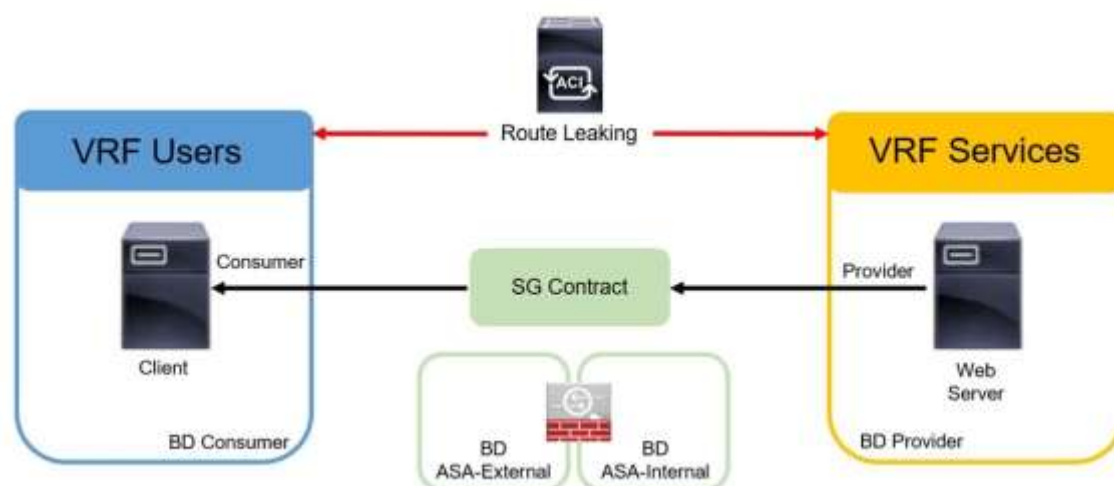 ACI
Route Leaking
VRF Users
VRF Services
Consumer
SG Contract
Provider
Client
Web
Server
BD Consumer
BD
ASA-External
BD
ASA-Internal
BD Provider